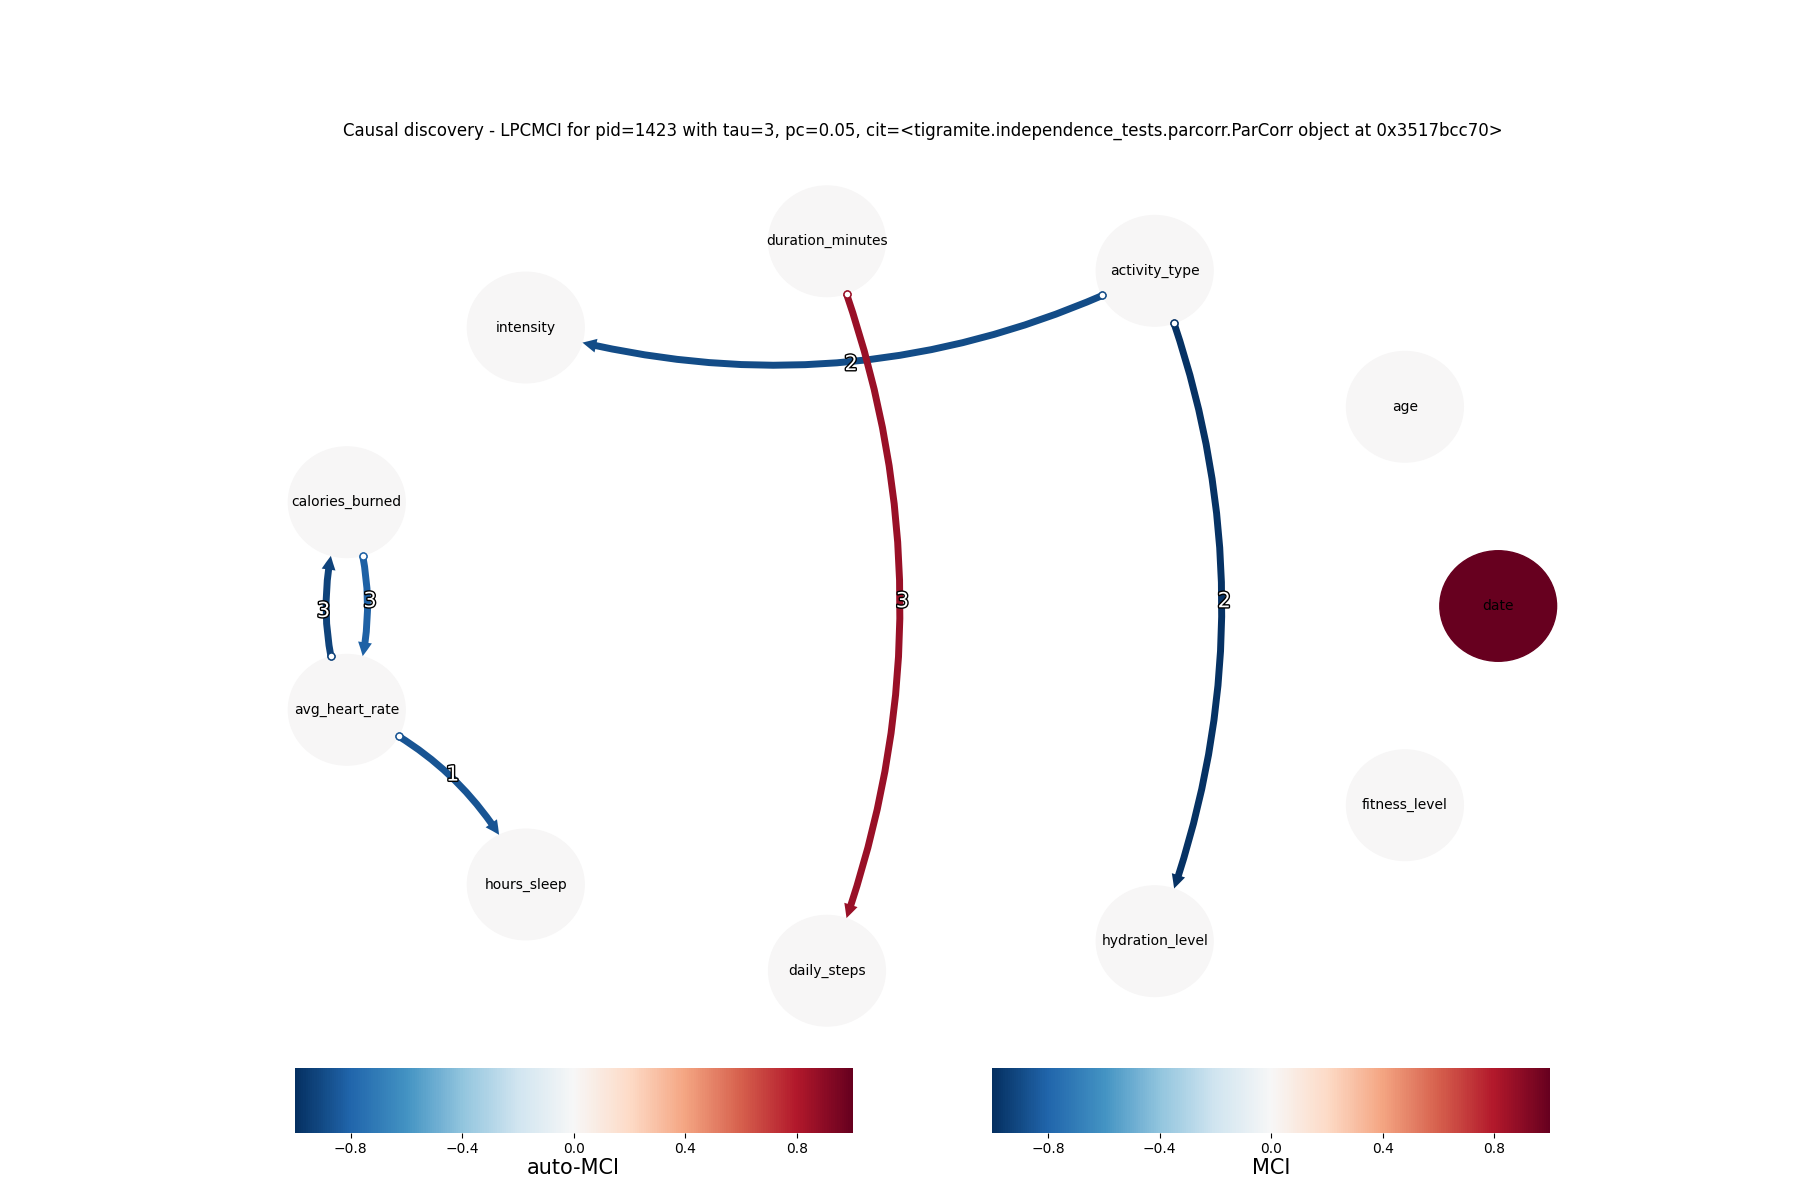 Causal discovery - LPCMCI for pid=1423 with tau=3, pc=0.05, cit=<tigramite.independence_tests.parcorr.ParCorr object at 0x3517bcc70>
duration_minutes
activity_type
intensity
2
age
calories_burned
3
3
3
2
date
avg_heart_rate
1
fitness_level
hours_sleep
hydration_level
daily_steps
−0.8 −0.4 0.0 0.4 0.8
auto-MCI
−0.8 −0.4 0.0 0.4 0.8
MCI